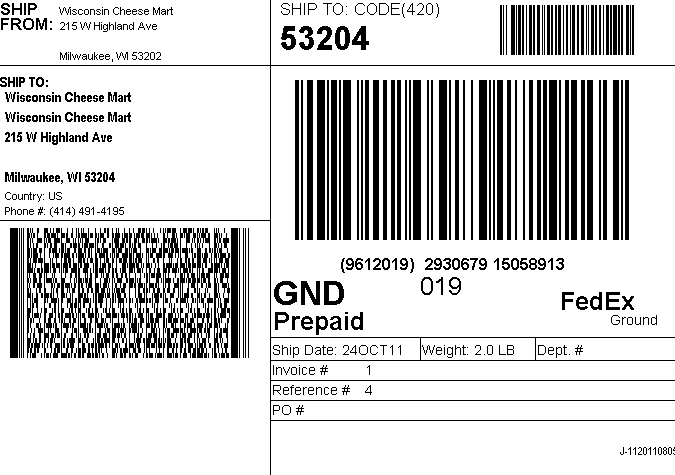 SHIP
FROM:
Wisconsin Cheese Mart
215 W Highland Ave
Milwaukee, WI 53202
SHIP TO: CODE(420)
53204
SHIP TO:
Wisconsin Cheese Mart
Wisconsin Cheese Mart
215 W Highland Ave
Milwaukee, WI 53204
Country: US
Phone #: (414) 491-4195
(9612019) 2930679 15058913
GND
Prepaid
019
FedEx
Ground
Ship Date: 24OCT11 Weight: 2.0 LB Dept. #
Invoice # 1
Reference # 4
PO #
J-1120110805